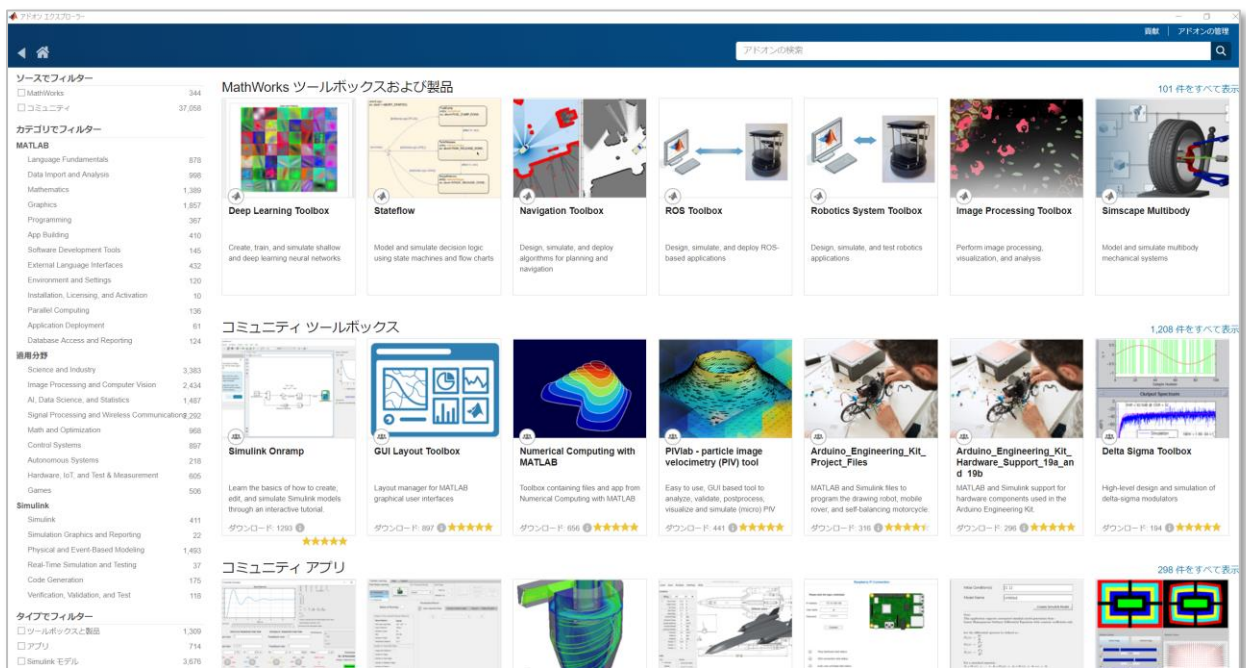 アドオン エクスプローラー
貢献 | アドオンの管理
アドオンの検索
ソースでフィルター
MathWorks 344
コミュニティ 37,058
カテゴリでフィルター
MATLAB
Language Fundamentals 878
Data Import and Analysis 998
Mathematics 1,389
Graphics 1,857
Programming 367
App Building 410
Software Development Tools 145
External Language Interfaces 432
Environment and Settings 120
Installation, Licensing, and Activation 10
Parallel Computing 136
Application Deployment 61
Database Access and Reporting 124
適用分野
Science and Industry 3,383
Image Processing and Computer Vision 2,434
AI, Data Science, and Statistics 1,487
Signal Processing and Wireless Communications 2,292
Math and Optimization 968
Control Systems 897
Autonomous Systems 218
Hardware, IoT, and Test & Measurement 605
Games 506
Simulink
Simulink 411
Simulation Graphics and Reporting 22
Physical and Event-Based Modeling 1,493
Real-Time Simulation and Testing 37
Code Generation 175
Verification, Validation, and Test 118
タイプでフィルター
ツールボックスと製品 1,309
アプリ 714
Simulink モデル 3,676
MathWorks ツールボックスおよび製品
101 件をすべて表示
Deep Learning Toolbox
Create, train, and simulate shallow
and deep learning neural networks
Stateflow
Model and simulate decision logic
using state machines and flow charts
Navigation Toolbox
Design, simulate, and deploy
algorithms for planning and
navigation
ROS Toolbox
Design, simulate, and deploy ROS-
based applications
Robotics System Toolbox
Design, simulate, and test robotics
applications
Image Processing Toolbox
Perform image processing,
visualization, and analysis
Simscape Multibody
Model and simulate multibody
mechanical systems
コミュニティ ツールボックス
1,208 件をすべて表示
Simulink Onramp
Learn the basics of how to create,
edit, and simulate Simulink models
through an interactive tutorial.
ダウンロード: 1293
GUI Layout Toolbox
Layout manager for MATLAB
graphical user interfaces
ダウンロード: 897
Numerical Computing with
MATLAB
Toolbox containing files and app from
Numerical Computing with MATLAB
ダウンロード: 656
PIVlab - particle image
velocimetry (PIV) tool
Easy to use, GUI based tool to
analyze, validate, postprocess,
visualize and simulate (micro) PIV
ダウンロード: 441
Arduino_Engineering_Kit_
Project_Files
MATLAB and Simulink files to
program the drawing robot, mobile
rover, and self-balancing motorcycle.
ダウンロード: 316
Arduino_Engineering_Kit_
Hardware_Support_19a_an
d_19b
MATLAB and Simulink support for
hardware components used in the
Arduino Engineering Kit.
ダウンロード: 296
Output Spectrum
Delta Sigma Toolbox
High-level design and simulation of
delta-sigma modulators
ダウンロード: 194
コミュニティ アプリ
298 件をすべて表示